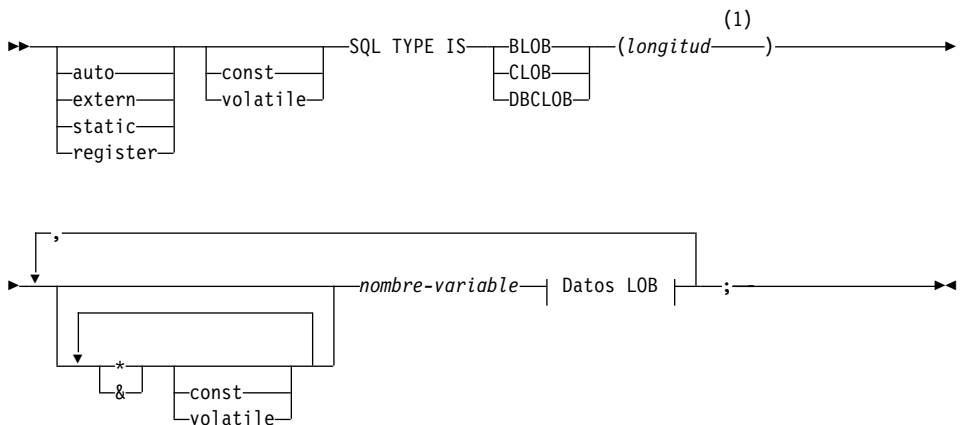 (1)
SQL TYPE IS BLOB (longitud )
auto const CLOB
extern volatile DBCLOB
static
register
,
nombre-variable Datos LOB ;
*
& const
volatile